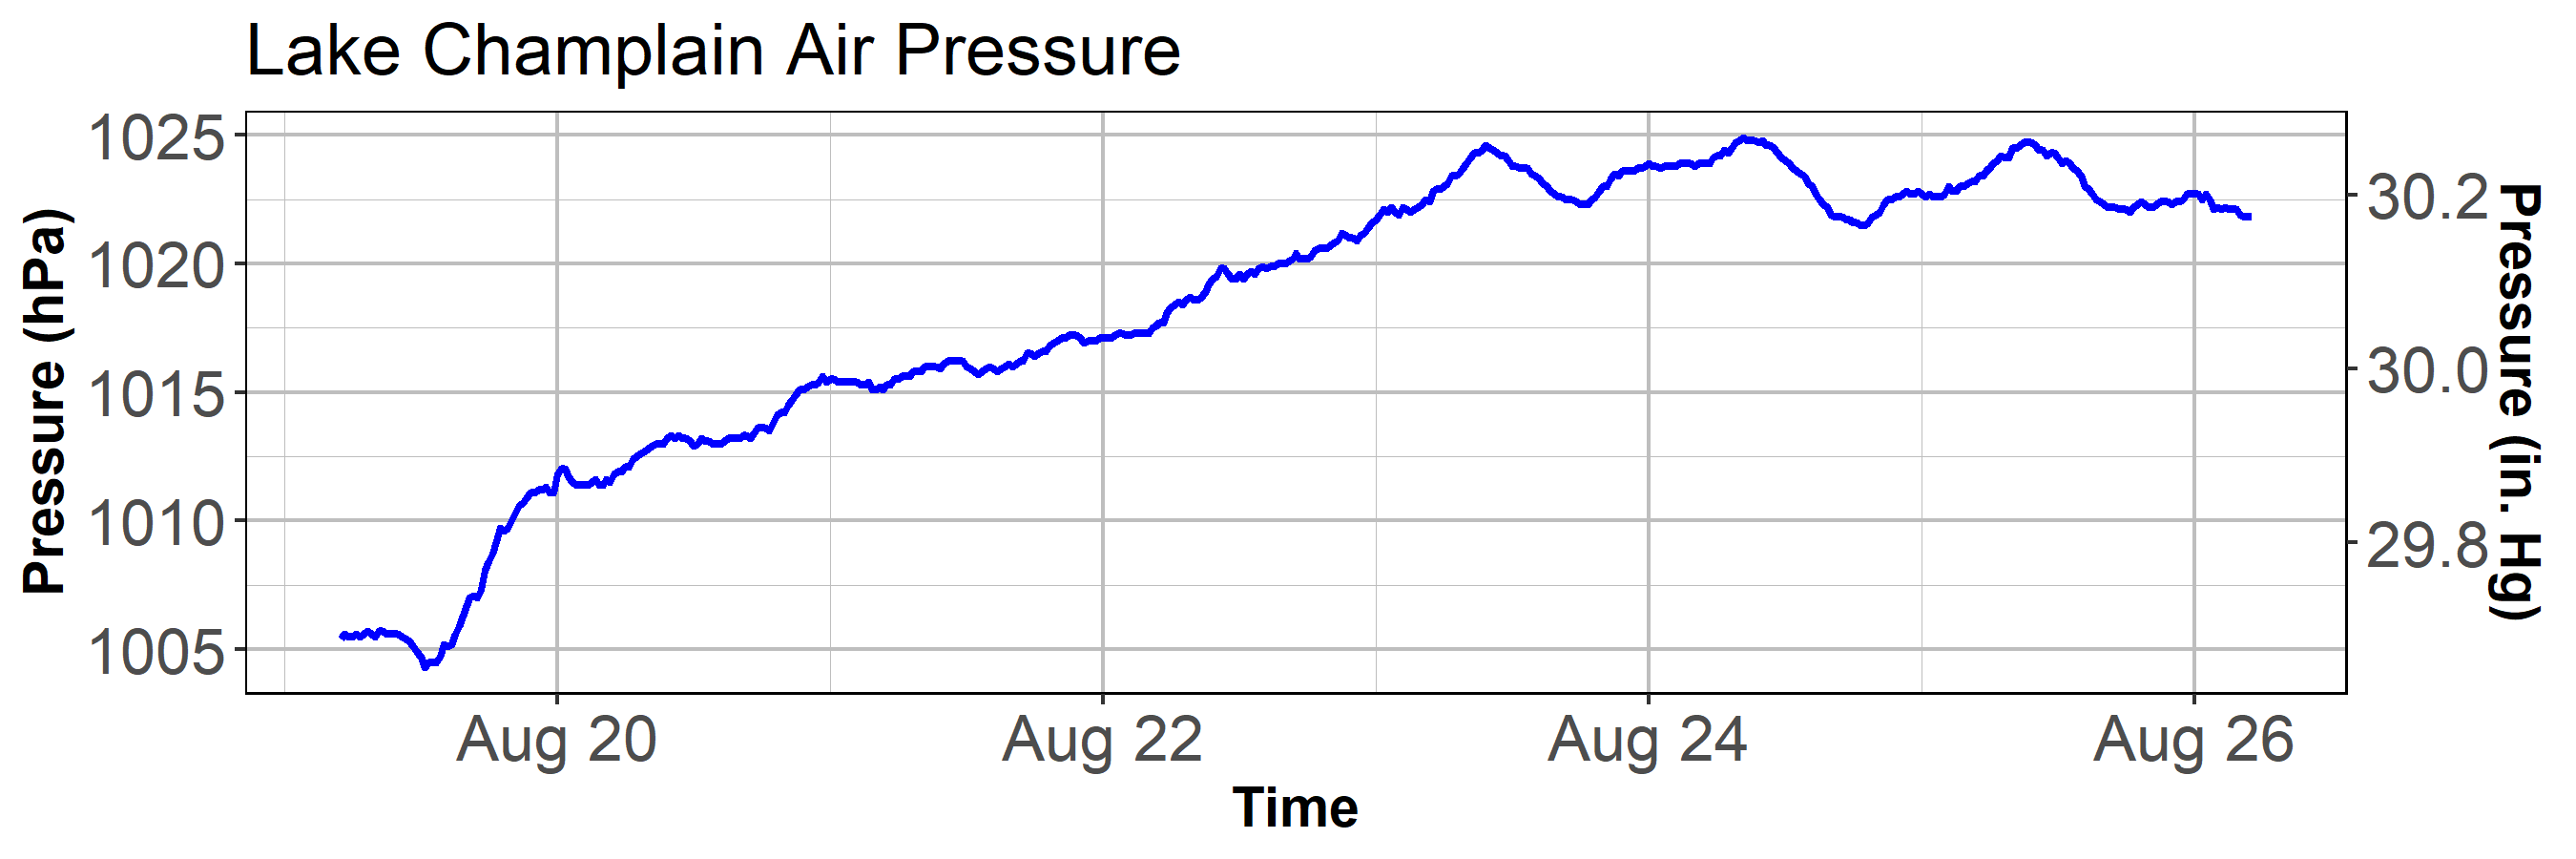 Lake Champlain Air Pressure
1025
1020
1015
1010
1005
Pressure (hPa)
30.2
30.0
29.8
Pressure (in. Hg)
Aug 20
Aug 22
Aug 24
Aug 26
Time